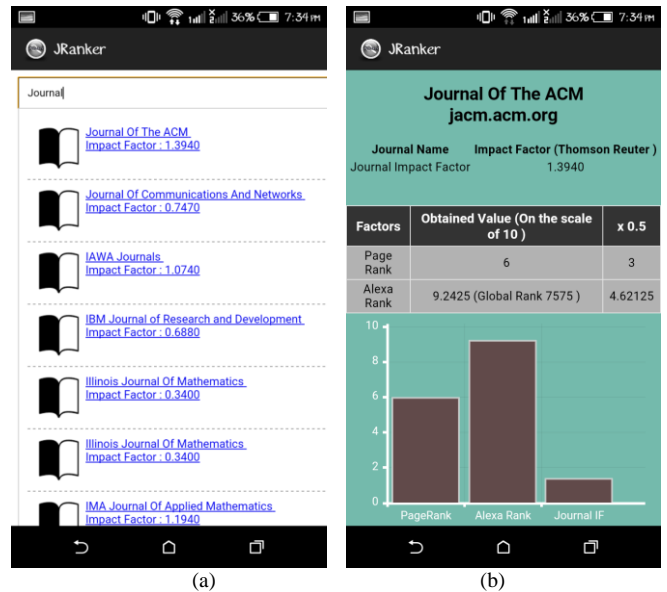 36% 7:34 PM
JRanker
Journal
Journal Of The ACM
Impact Factor : 1.3940
Journal Of Communications And Networks
Impact Factor : 0.7470
IAWA Journals
Impact Factor : 1.0740
IBM Journal of Research and Development
Impact Factor : 0.6880
Illinois Journal Of Mathematics
Impact Factor : 0.3400
Illinois Journal Of Mathematics
Impact Factor : 0.3400
IMA Journal Of Applied Mathematics
Impact Factor : 1.1940
(a)
36% 7:34 PM
JRanker
Journal Of The ACM
jacm.acm.org
Journal Name Impact Factor (Thomson Reuter )
Journal Impact Factor 1.3940
Factors Obtained Value (On the scale of 10 ) x 0.5
Page Rank 6 3
Alexa Rank 9.2425 (Global Rank 7575 ) 4.62125
10
8
6
4
2
0
PageRank Alexa Rank Journal IF
(b)